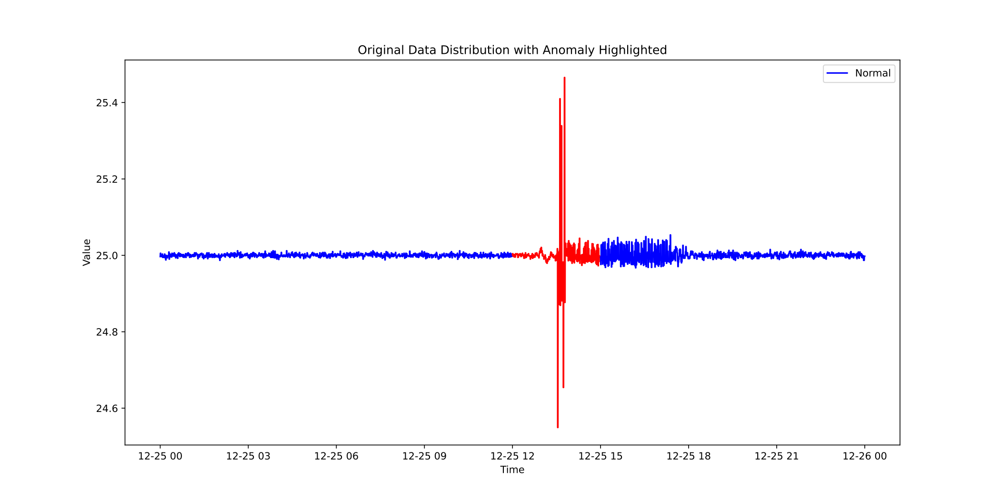 Original Data Distribution with Anomaly Highlighted
Normal
25.4
25.2
25.0
24.8
24.6
Value
12-25 00 12-25 03 12-25 06 12-25 09 12-25 12 12-25 15 12-25 18 12-25 21 12-26 00
Time